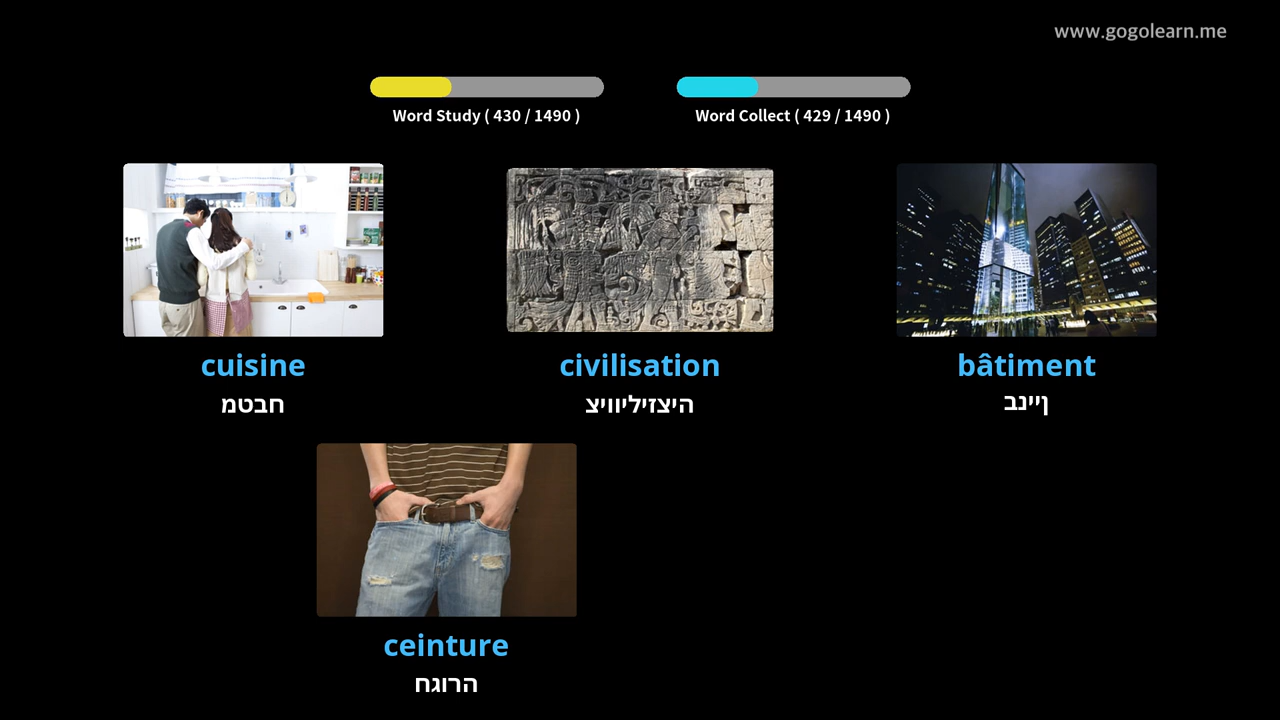 www.gogolearn.me
Word Study ( 430 / 1490 )
Word Collect ( 429 / 1490 )
cuisine
חבטמ
civilisation
היצזיליוויצ
bâtiment
ןיינב
ceinture
הרוגח